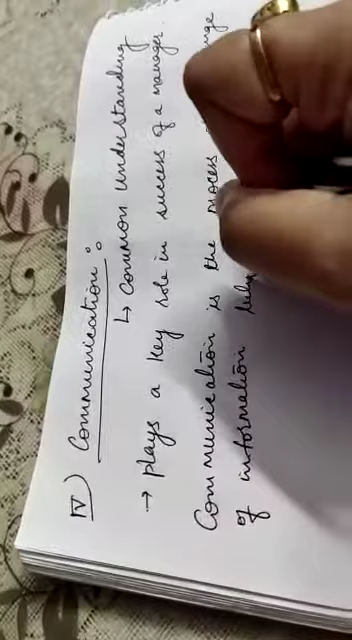 IV) Communication :
↳ Common understanding
→ plays a key role in success of a manager.
Communication is the process
of information